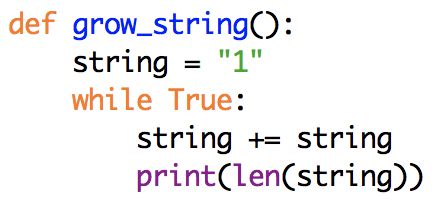 def grow_string():
    string = "1"
    while True:
        string += string
        print(len(string))